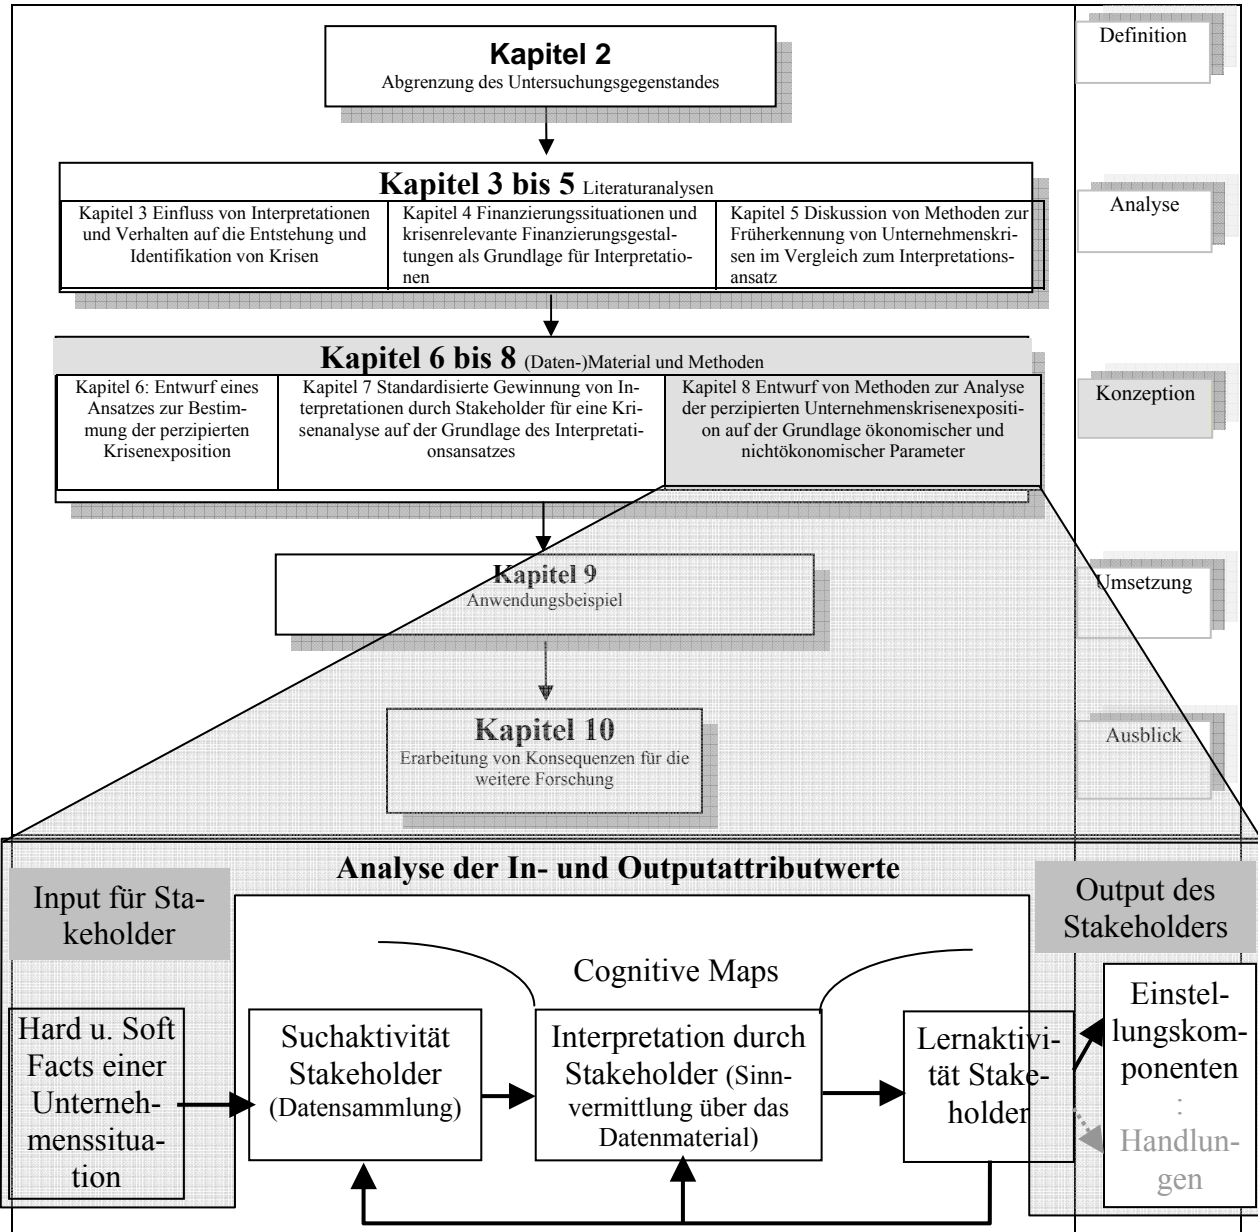 Kapitel 2
Abgrenzung des Untersuchungsgegenstandes
Definition
Kapitel 3 bis 5 Literaturanalysen
Kapitel 3 Einfluss von Interpretationen
und Verhalten auf die Entstehung und
Identifikation von Krisen
Kapitel 4 Finanzierungssituationen und
krisenrelevante Finanzierungsgestal-
tungen als Grundlage für Interpretatio-
nen
Kapitel 5 Diskussion von Methoden zur
Früherkennung von Unternehmenskri-
sen im Vergleich zum Interpretations-
ansatz
Analyse
Kapitel 6 bis 8 (Daten-)Material und Methoden
Kapitel 6: Entwurf eines
Ansatzes zur Bestim-
mung der perzipierten
Krisenexposition
Kapitel 7 Standardisierte Gewinnung von In-
terpretationen durch Stakeholder für eine Kri-
senanalyse auf der Grundlage des Interpretati-
onsansatzes
Kapitel 8 Entwurf von Methoden zur Analyse
der perzipierten Unternehmenskrisenexpositi-
on auf der Grundlage ökonomischer und
nichtökonomischer Parameter
Konzeption
Kapitel 9
Anwendungsbeispiel
Umsetzung
Kapitel 10
Erarbeitung von Konsequenzen für die
weitere Forschung
Ausblick
Analyse der In- und Outputattributwerte
Input für Sta-
keholder
Output des
Stakeholders
Cognitive Maps
Hard u. Soft
Facts einer
Unterneh-
menssitua-
tion
Suchaktivität
Stakeholder
(Datensammlung)
Interpretation durch
Stakeholder (Sinn-
vermittlung über das
Datenmaterial)
Lernaktivi-
tät Stake-
holder
Einstel-
lungskom-
ponenten
:
Handlun-
gen